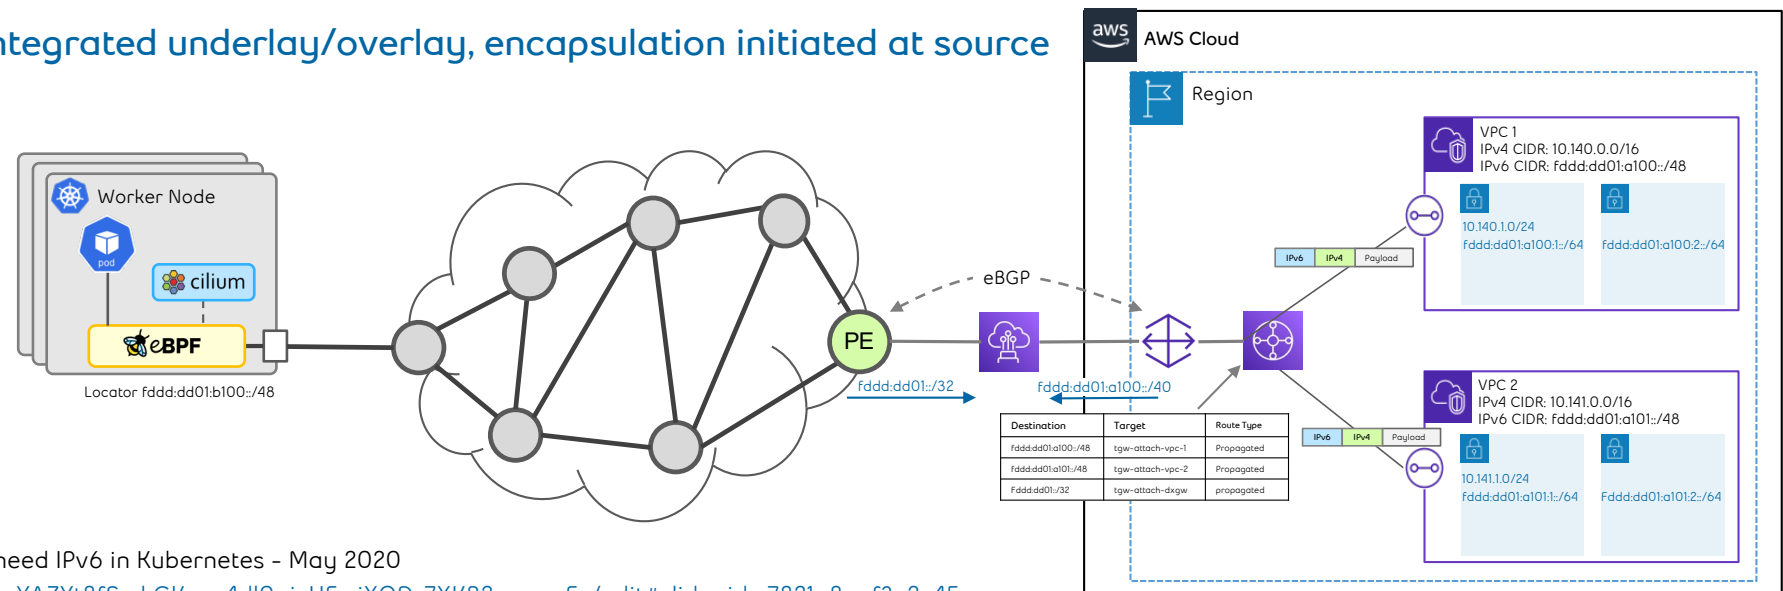 ntegrated underlay/overlay, encapsulation initiated at source
aws
AWS Cloud
Region
Worker Node
pod
cilium
eBPF
Locator fddd:dd01:b100::/48
PE
eBGP
fddd:dd01::/32
fddd:dd01:a100::/40
Destination Target Route Type
fddd:dd01:a100::/48 tgw-attach-vpc-1 Propagated
fddd:dd01:a101::/48 tgw-attach-vpc-2 Propagated
Fddd:dd01::/32 tgw-attach-dxgw propagated
IPv6 IPv4 Payload
VPC 1
IPv4 CIDR: 10.140.0.0/16
IPv6 CIDR: fddd:dd01:a100::/48
10.140.1.0/24
fddd:dd01:a100:1::/64
fddd:dd01:a100:2::/64
IPv6 IPv4 Payload
VPC 2
IPv4 CIDR: 10.141.0.0/16
IPv6 CIDR: fddd:dd01:a101::/48
10.141.1.0/24
fddd:dd01:a101:1::/64
Fddd:dd01:a101:2::/64
need IPv6 in Kubernetes - May 2020